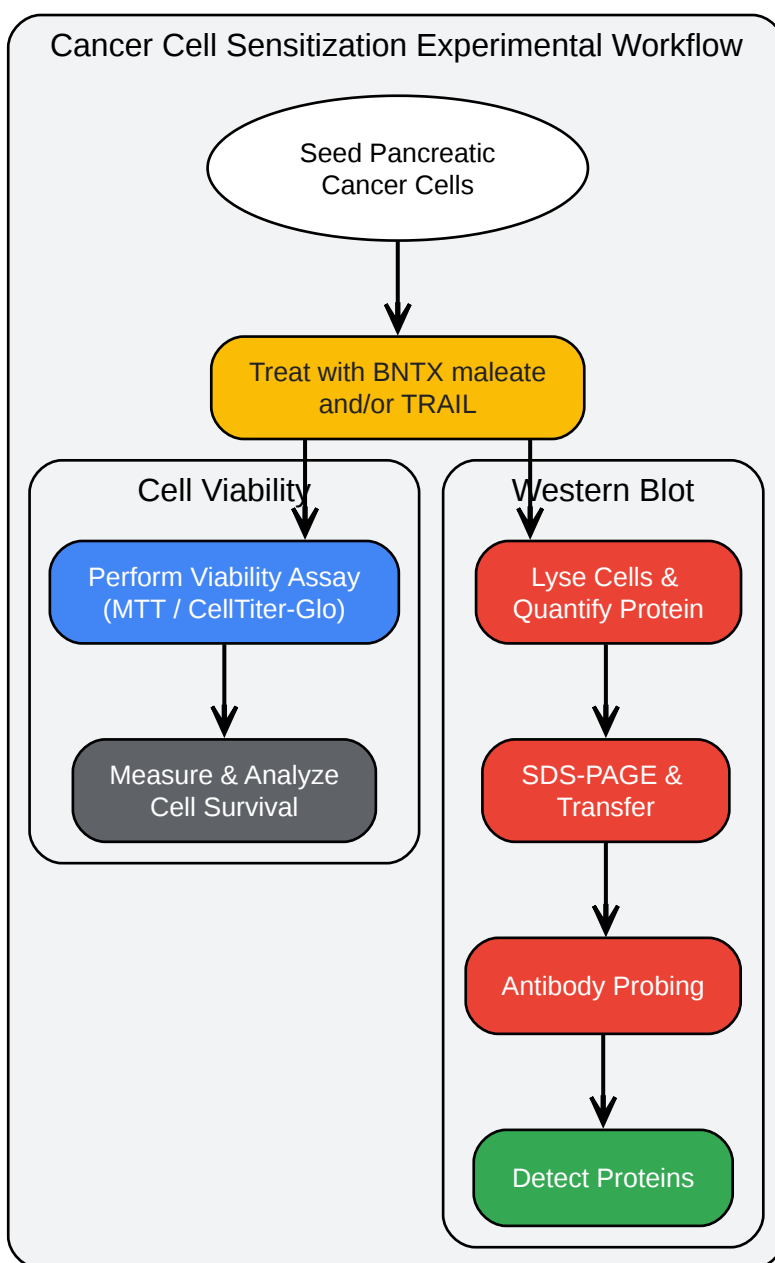 Cancer Cell Sensitization Experimental Workflow
Seed Pancreatic
Cancer Cells
Treat with BNTX maleate
and/or TRAIL
Cell Viability
Perform Viability Assay
(MTT / CellTiter-Glo)
Measure & Analyze
Cell Survival
Western Blot
Lyse Cells &
Quantify Protein
SDS-PAGE &
Transfer
Antibody Probing
Detect Proteins